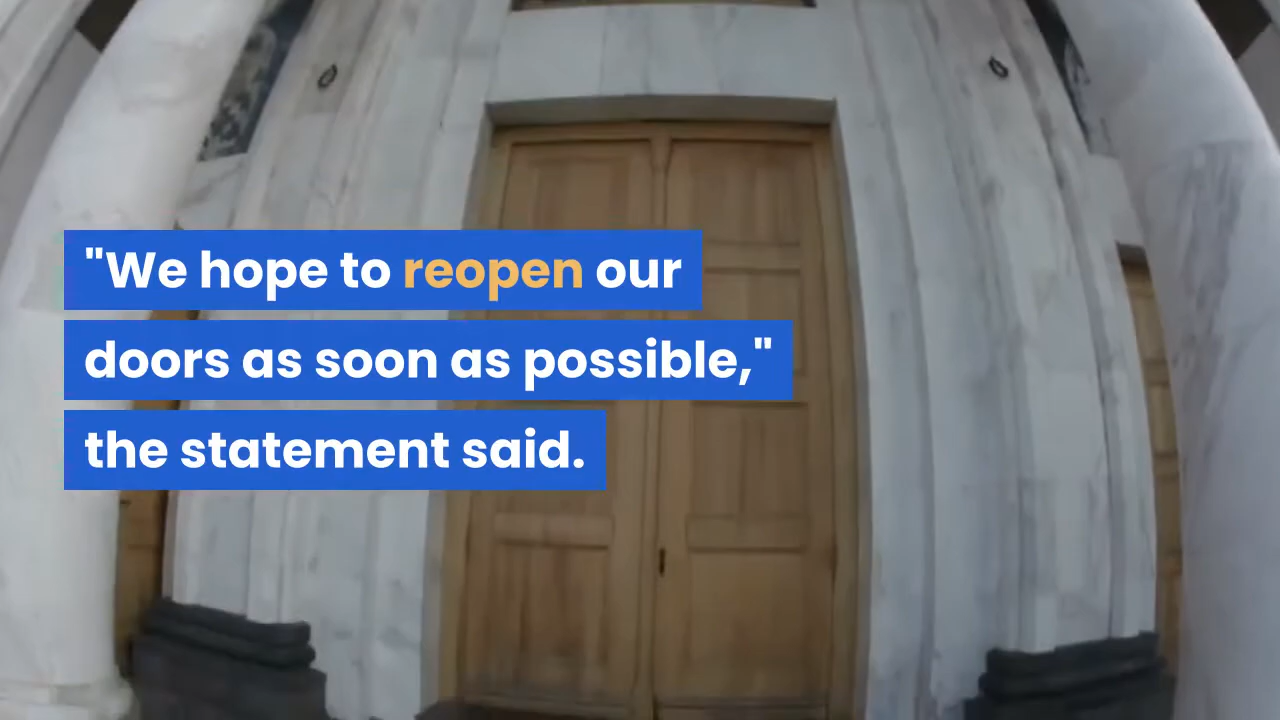 "We hope to reopen our
doors as soon as possible,"
the statement said.